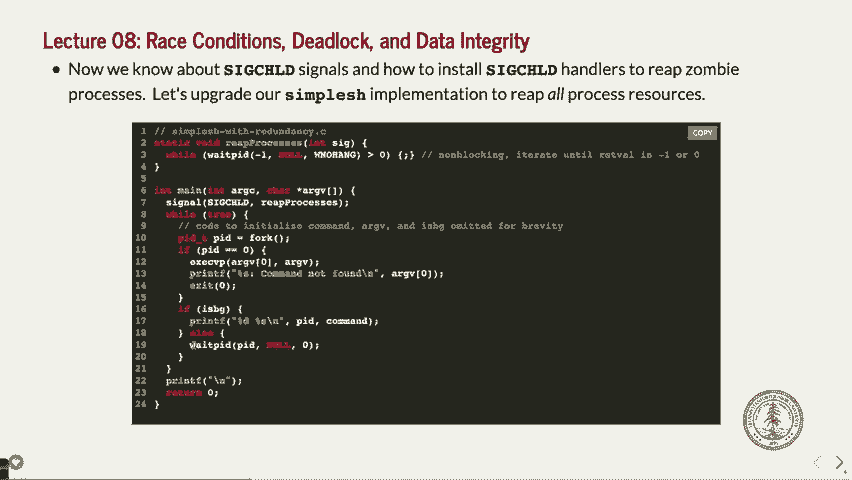 Lecture 08: Race Conditions, Deadlock, and Data Integrity
• Now we know about SIGCHLD signals and how to install SIGCHLD handlers to reap zombie
processes. Let's upgrade our simplesh implementation to reap all process resources.
COPY
1 // simplesh-with-redundancy.c
2 static void reapProcesses(int sig) {
3   while (waitpid(-1, NULL, WNOHANG) > 0) {;} // nonblocking, iterate until retval is -1 or 0
4 }
5
6 int main(int argc, char *argv[]) {
7   signal(SIGCHLD, reapProcesses);
8   while (true) {
9     // code to initialize command, argv, and isbg omitted for brevity
10     pid_t pid = fork();
11     if (pid == 0) {
12       execvp(argv[0], argv);
13       printf("%s: Command not found\n", argv[0]);
14       exit(0);
15     }
16     if (isbg) {
17       printf("%d %s\n", pid, command);
18     } else {
19       waitpid(pid, NULL, 0);
20     }
21   }
22   printf("\n");
23   return 0;
24 }